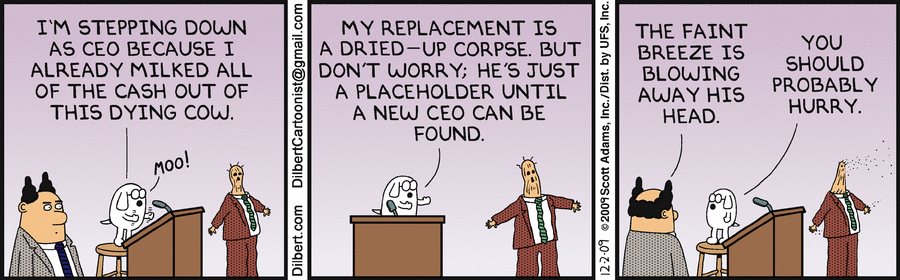 I'M STEPPING DOWN
AS CEO BECAUSE I
ALREADY MILKED ALL
OF THE CASH OUT OF
THIS DYING COW.
MOO!
Dilbert.com DilbertCartoonist@gmail.com
MY REPLACEMENT IS
A DRIED-UP CORPSE. BUT
DON'T WORRY; HE'S JUST
A PLACEHOLDER UNTIL
A NEW CEO CAN BE
FOUND.
12-2-09 ©2009 Scott Adams, Inc./Dist. by UFS, Inc.
THE FAINT
BREEZE IS
BLOWING
AWAY HIS
HEAD.
YOU
SHOULD
PROBABLY
HURRY.